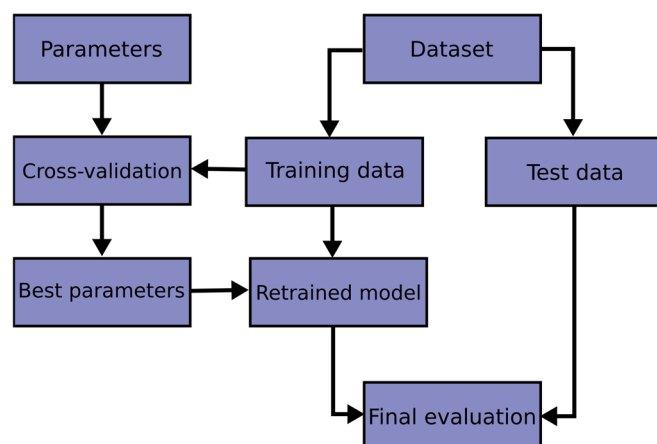 Parameters
Dataset
Cross-validation
Training data
Test data
Best parameters
Retrained model
Final evaluation